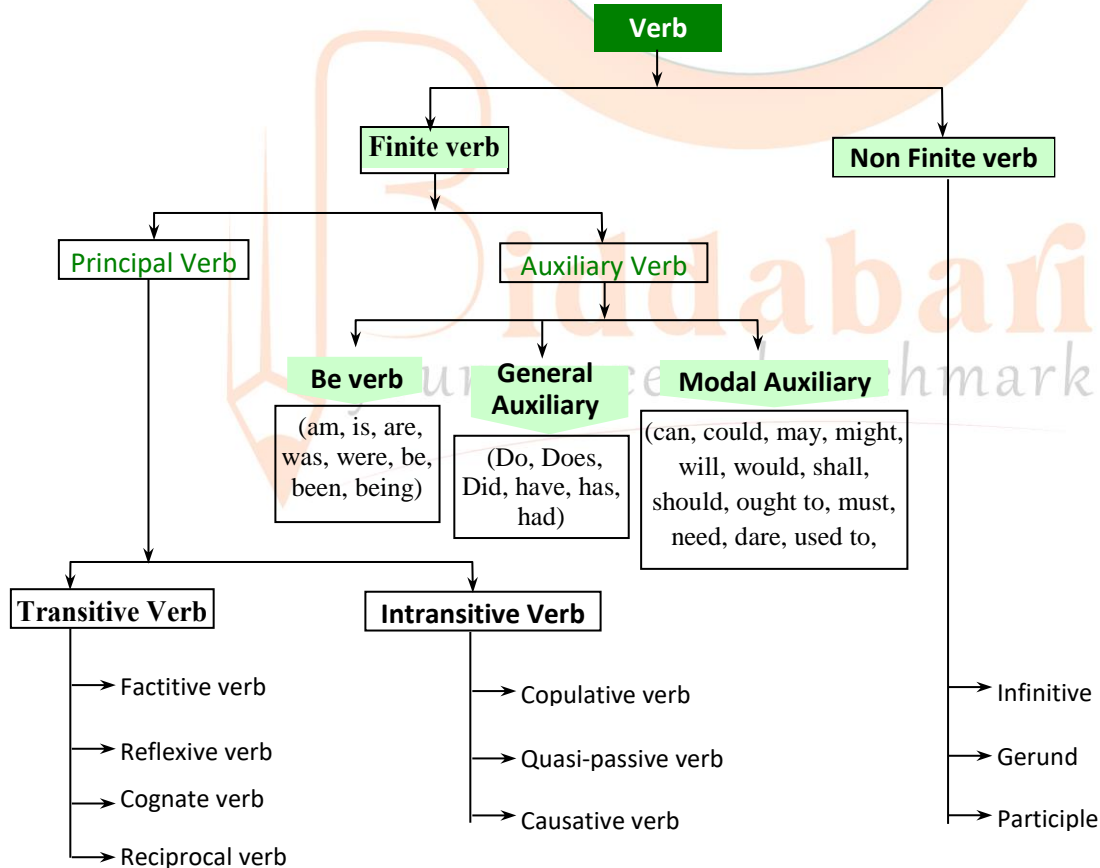 Verb
Finite verb
Non Finite verb
Principal Verb
Auxiliary Verb
Biddabari
Be verb
General
Auxiliary
Modal Auxiliary
hmark
(am, is, are,
was, were, be,
been, being)
(Do, Does,
Did, have, has,
had)
(can, could, may, might,
will, would, shall,
should, ought to, must,
need, dare, used to,
Transitive Verb
Intransitive Verb
Factitive verb
Reflexive verb
Cognate verb
Reciprocal verb
Copulative verb
Quasi-passive verb
Causative verb
Infinitive
Gerund
Participle